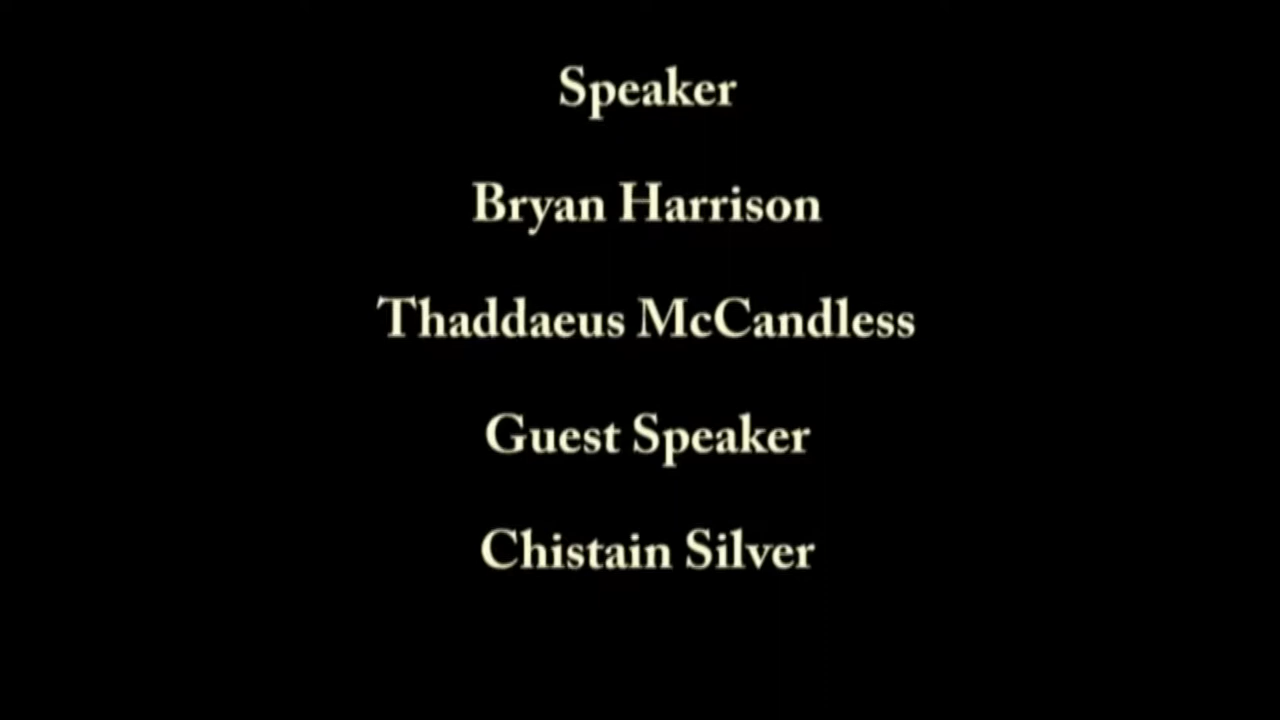 Speaker
Bryan Harrison
Thaddaeus McCandless
Guest Speaker
Chistain Silver